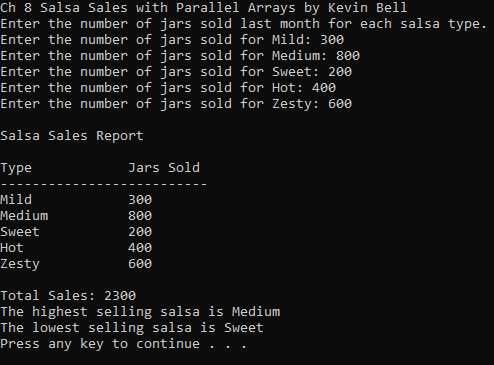 Ch 8 Salsa Sales with Parallel Arrays by Kevin Bell
Enter the number of jars sold last month for each salsa type.
Enter the number of jars sold for Mild: 300
Enter the number of jars sold for Medium: 800
Enter the number of jars sold for Sweet: 200
Enter the number of jars sold for Hot: 400
Enter the number of jars sold for Zesty: 600

Salsa Sales Report

Type            Jars Sold
--------------------------
Mild            300
Medium          800
Sweet           200
Hot             400
Zesty           600

Total Sales: 2300
The highest selling salsa is Medium
The lowest selling salsa is Sweet
Press any key to continue . . .